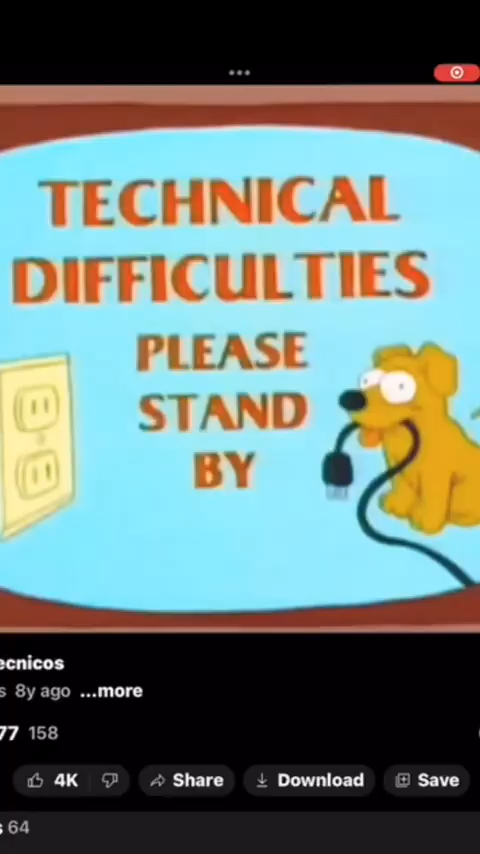 TECHNICAL
DIFFICULTIES
PLEASE
STAND
BY
ecnicos
s 8y ago ...more
77 158
4K Share Download Save
s 64